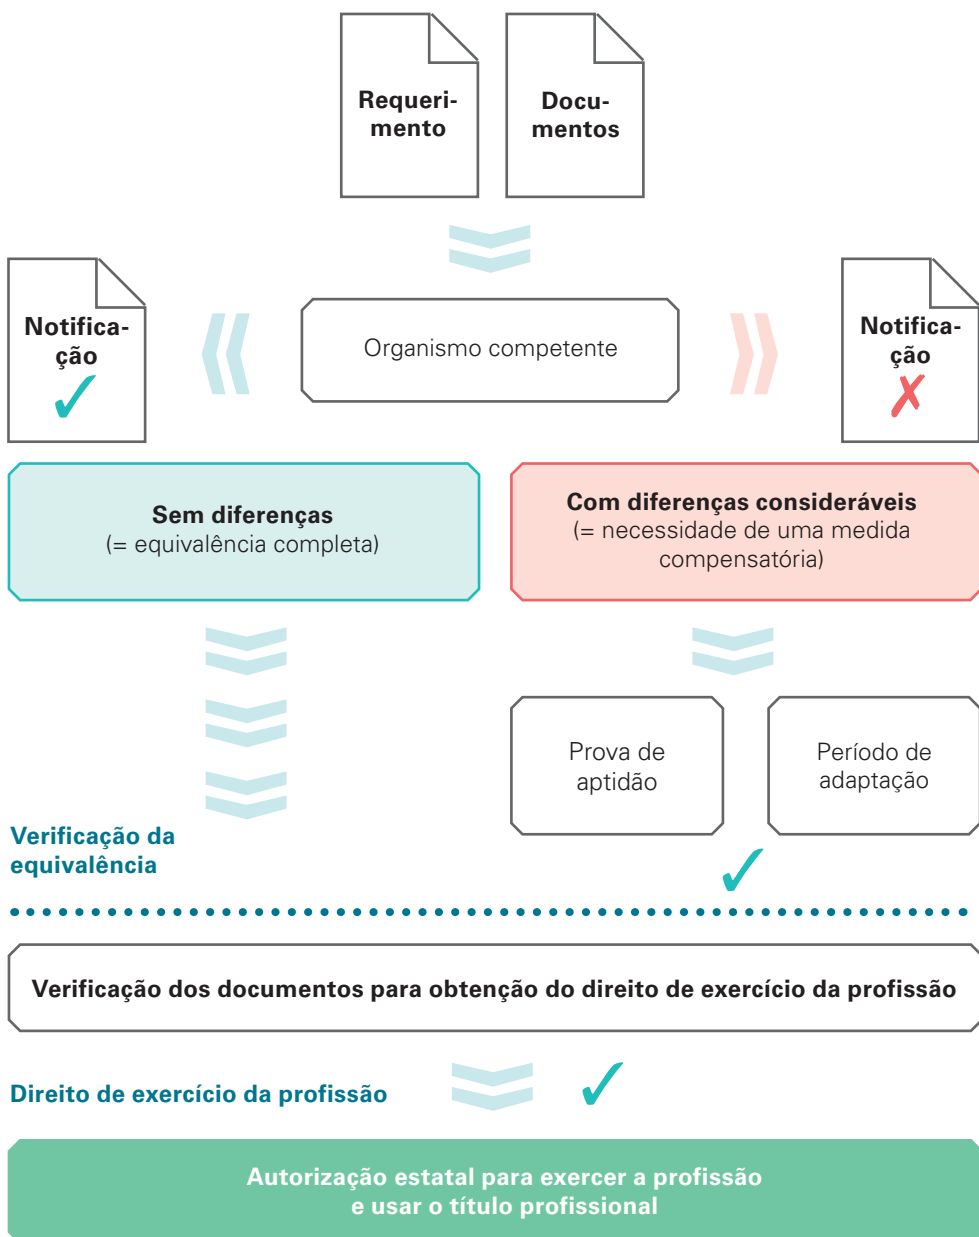 Requeri-
mento
Docu-
mentos
Notifica-
ção
Organismo competente
Notifica-
ção
Sem diferenças
(= equivalência completa)
Com diferenças consideráveis
(= necessidade de uma medida
compensatória)
Prova de
aptidão
Período de
adaptação
Verificação da
equivalência
Verificação dos documentos para obtenção do direito de exercício da profissão
Direito de exercício da profissão
Autorização estatal para exercer a profissão
e usar o título profissional